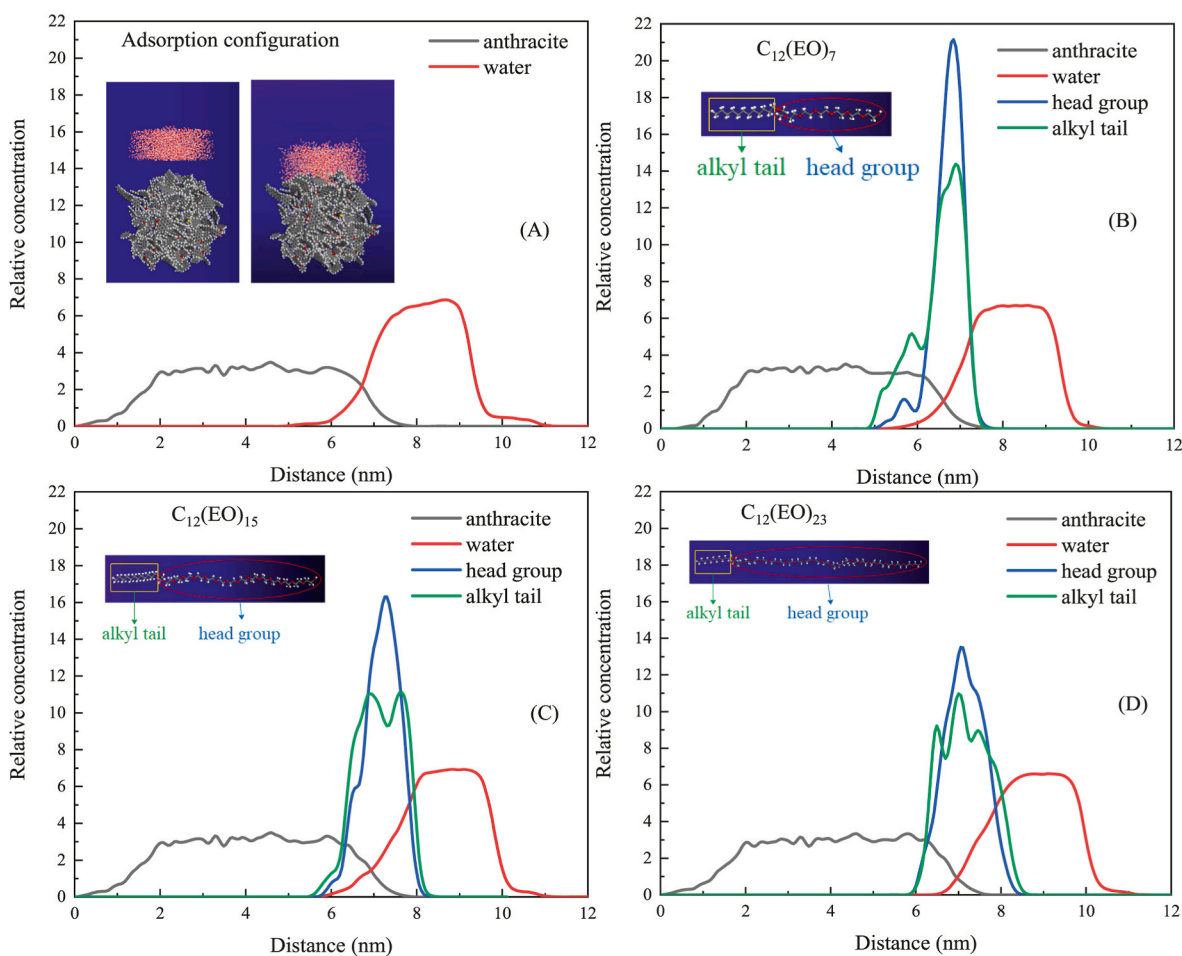 Adsorption configuration
anthracite
water
(A)
Relative concentration
0
2
4
6
8
10
12
14
16
18
20
22
0
2
4
6
8
10
12
Distance (nm)
C₁₂(EO)₇
anthracite
water
head group
alkyl tail
alkyl tail
head group
(B)
Relative concentration
0
2
4
6
8
10
12
14
16
18
20
22
0
2
4
6
8
10
12
Distance (nm)
C₁₂(EO)₁₅
anthracite
water
head group
alkyl tail
alkyl tail
head group
(C)
Relative concentration
0
2
4
6
8
10
12
14
16
18
20
22
0
2
4
6
8
10
12
Distance (nm)
C₁₂(EO)₂₃
anthracite
water
head group
alkyl tail
alkyl tail
head group
(D)
Relative concentration
0
2
4
6
8
10
12
14
16
18
20
22
0
2
4
6
8
10
12
Distance (nm)